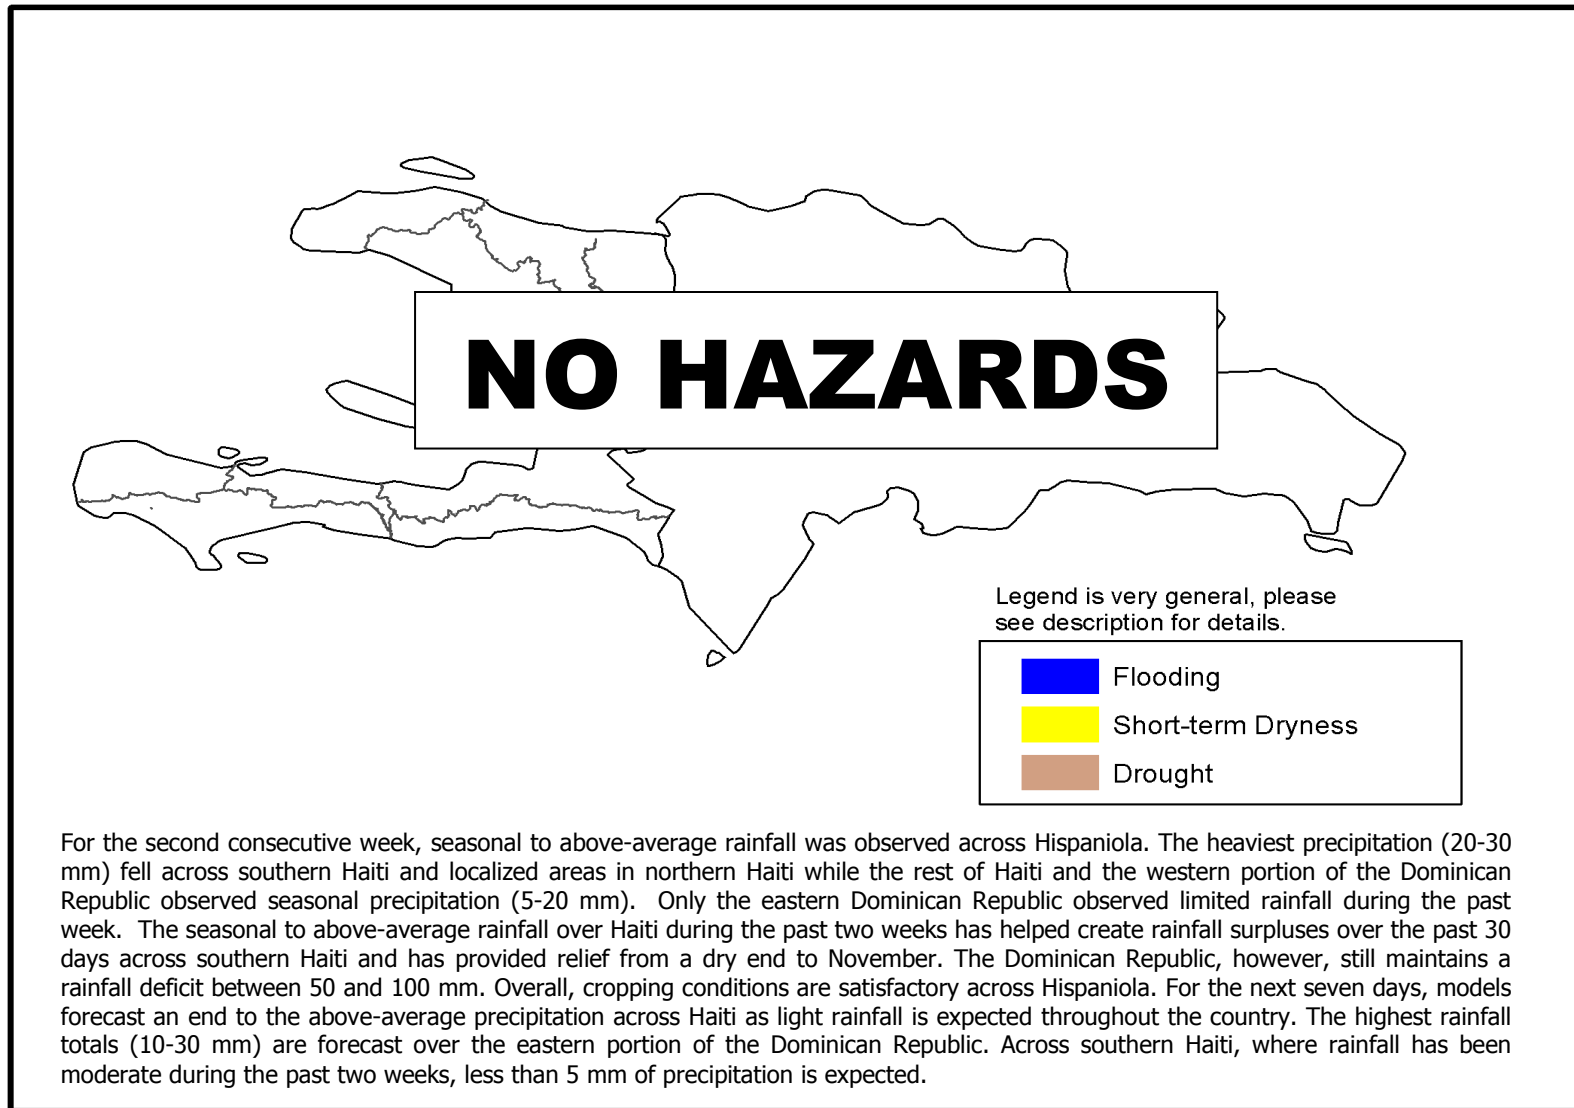 NO HAZARDS
Legend is very general, please
see description for details.
Flooding
Short-term Dryness
Drought
For the second consecutive week, seasonal to above-average rainfall was observed across Hispaniola. The heaviest precipitation (20-30
mm) fell across southern Haiti and localized areas in northern Haiti while the rest of Haiti and the western portion of the Dominican
Republic observed seasonal precipitation (5-20 mm).  Only the eastern Dominican Republic observed limited rainfall during the past
week.  The seasonal to above-average rainfall over Haiti during the past two weeks has helped create rainfall surpluses over the past 30
days across southern Haiti and has provided relief from a dry end to November. The Dominican Republic, however, still maintains a
rainfall deficit between 50 and 100 mm. Overall, cropping conditions are satisfactory across Hispaniola. For the next seven days, models
forecast an end to the above-average precipitation across Haiti as light rainfall is expected throughout the country. The highest rainfall
totals (10-30 mm) are forecast over the eastern portion of the Dominican Republic. Across southern Haiti, where rainfall has been
moderate during the past two weeks, less than 5 mm of precipitation is expected.